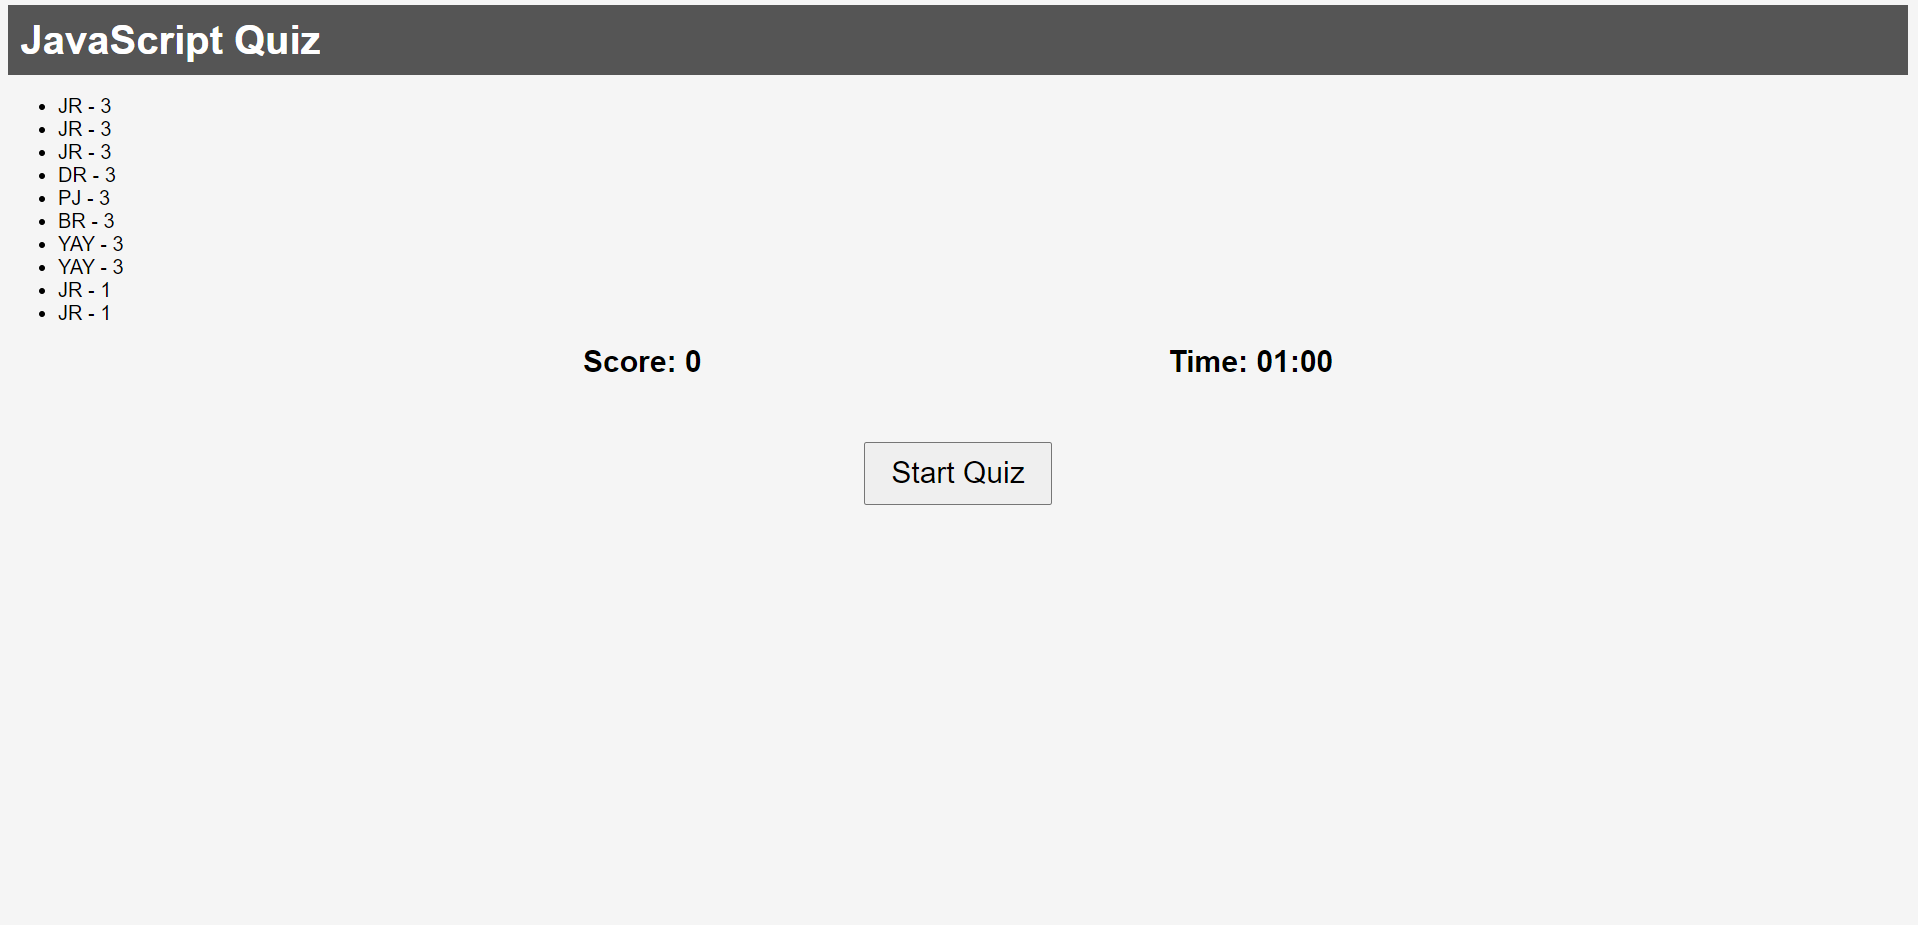 JavaScript Quiz
JR - 3
JR - 3
JR - 3
DR - 3
PJ - 3
BR - 3
YAY - 3
YAY - 3
JR - 1
JR - 1
Score: 0
Time: 01:00
Start Quiz